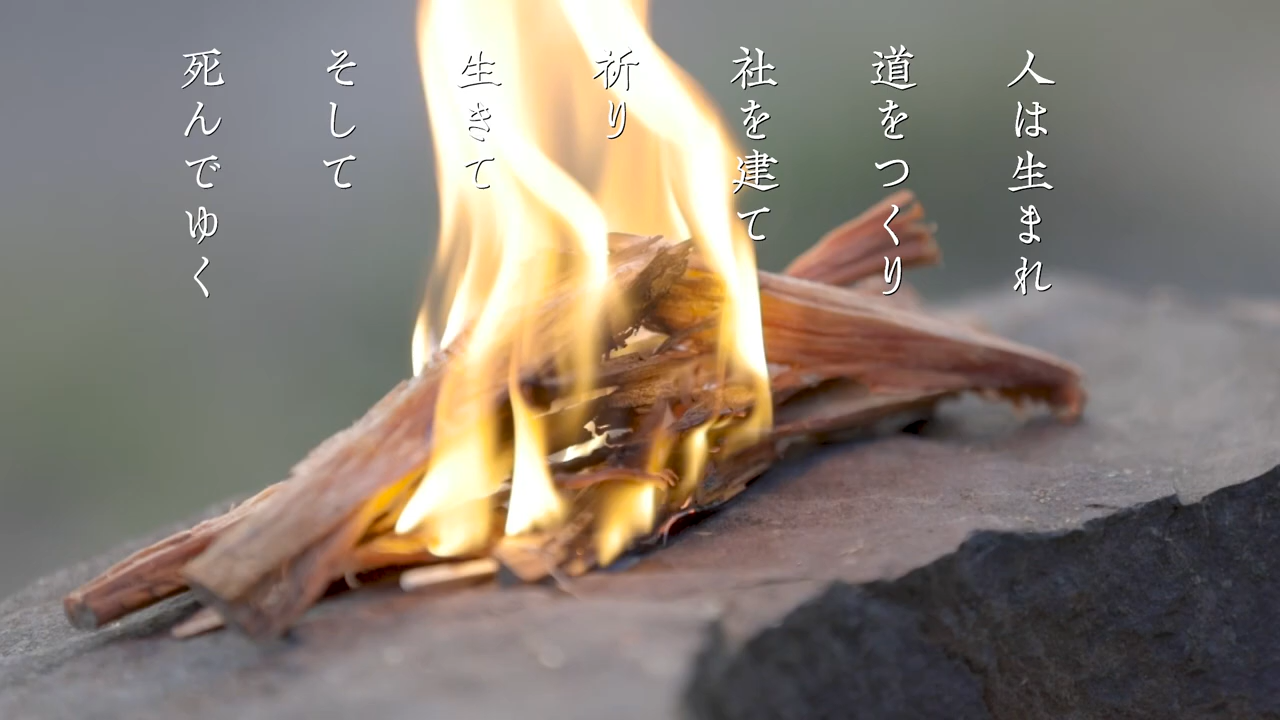 人は生まれ
道をつくり
社を建て
祈り
生きて
そして
死んでゆく